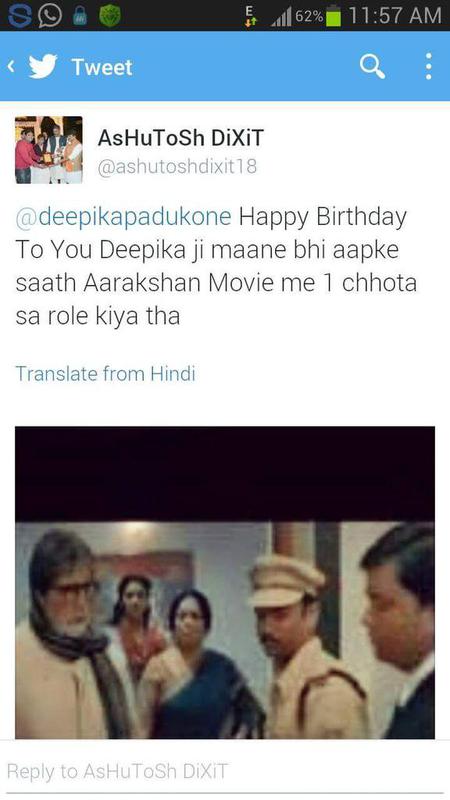 E
62% 11:57 AM
Tweet
AsHuToSh DiXiT
@ashutoshdixit18
@deepikapadukone Happy Birthday
To You Deepika ji maane bhi aapke
saath Aarakshan Movie me 1 chhota
sa role kiya tha
Translate from Hindi
Reply to AsHuToSh DiXiT